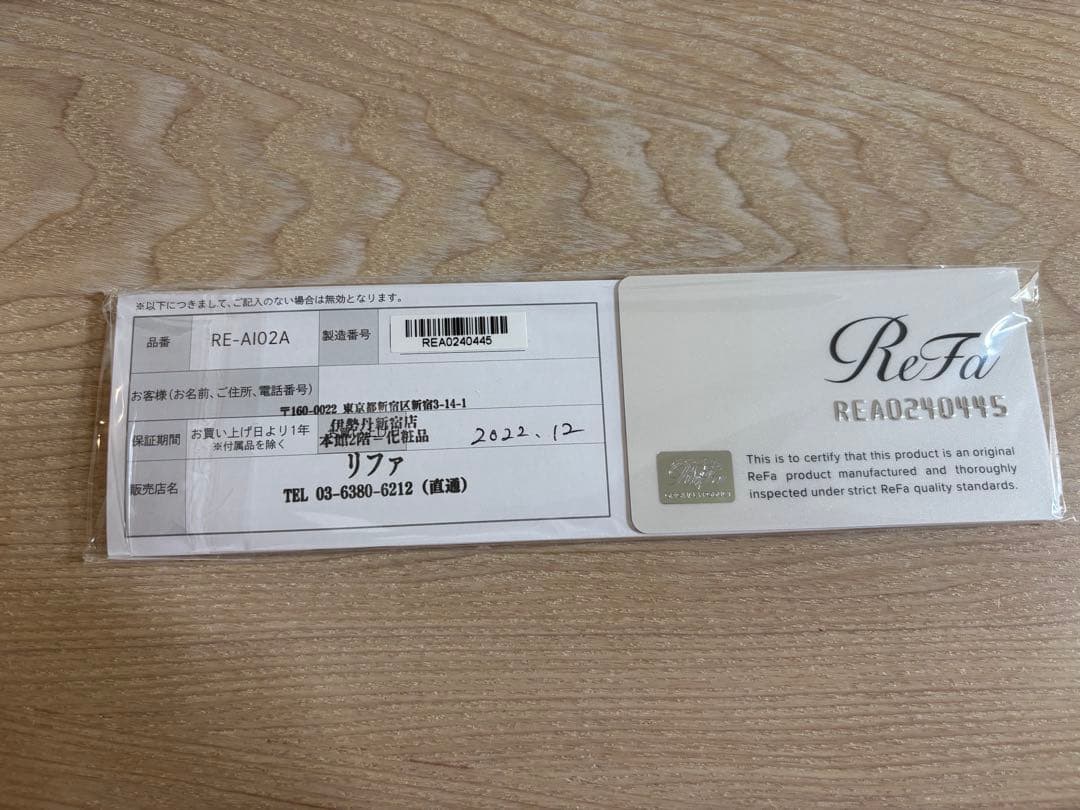 ※以下につきまして、ご記入のない場合は無効となります。
品番 RE-AI02A 製造番号 REA0240445
お客様(お名前、ご住所、電話番号)
〒160-0022 東京都新宿区新宿3-14-1
伊勢丹新宿店
保証期間 お買い上げ日より1年 本館2階=化粧品 2022.12
※付属品を除く
リファ
販売店名
TEL 03-6380-6212(直通)
ReFa
REA0240445
This is to certify that this product is an original
ReFa product manufactured and thoroughly
inspected under strict ReFa quality standards.